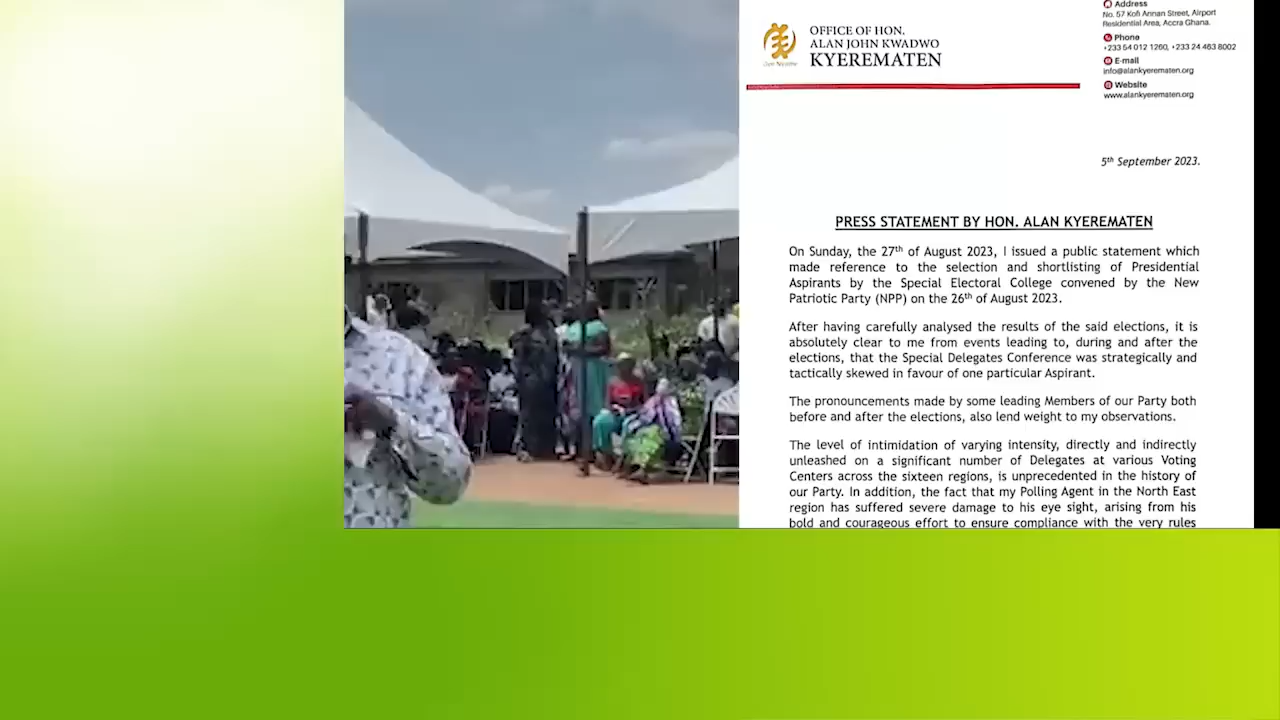 OFFICE OF HON.
ALAN JOHN KWADWO
KYEREMATEN
Address
No. 57 Kofi Annan Street, Airport
Residential Area, Accra Ghana.
Phone
+233 54 012 1260, +233 24 463 8002
E-mail
info@alankyerematen.org
Website
www.alankyerematen.org
5th September 2023.
PRESS STATEMENT BY HON. ALAN KYEREMATEN
On Sunday, the 27th of August 2023, I issued a public statement which
made reference to the selection and shortlisting of Presidential
Aspirants by the Special Electoral College convened by the New
Patriotic Party (NPP) on the 26th of August 2023.
After having carefully analysed the results of the said elections, it is
absolutely clear to me from events leading to, during and after the
elections, that the Special Delegates Conference was strategically and
tactically skewed in favour of one particular Aspirant.
The pronouncements made by some leading Members of our Party both
before and after the elections, also lend weight to my observations.
The level of intimidation of varying intensity, directly and indirectly
unleashed on a significant number of Delegates at various Voting
Centers across the sixteen regions, is unprecedented in the history of
our Party. In addition, the fact that my Polling Agent in the North East
region has suffered severe damage to his eye sight, arising from his
bold and courageous effort to ensure compliance with the very rules